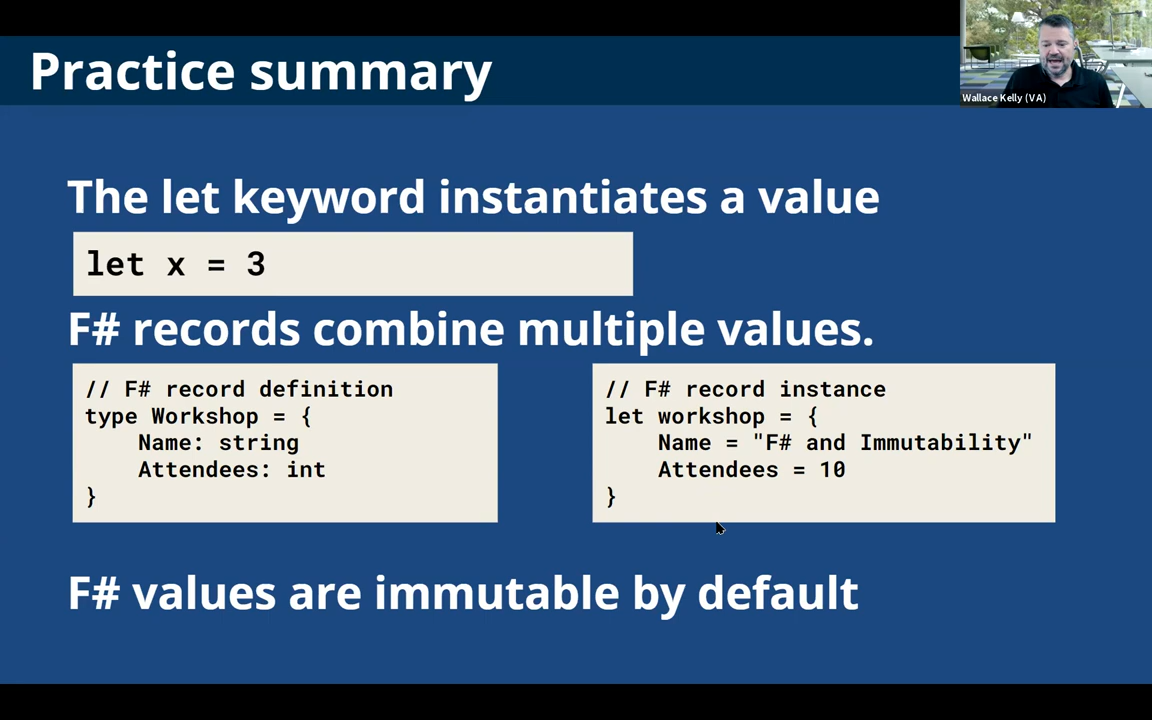 Practice summary
Wallace Kelly (VA)
The let keyword instantiates a value
let x = 3
F# records combine multiple values.
// F# record definition
type Workshop = {
    Name: string
    Attendees: int
}
// F# record instance
let workshop = {
    Name = "F# and Immutability"
    Attendees = 10
}
F# values are immutable by default